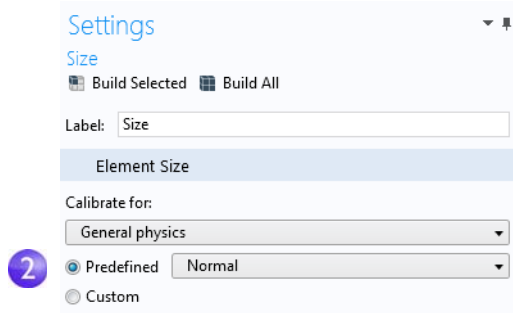 Settings
Size
Build Selected Build All
Label: Size
Element Size
Calibrate for:
General physics
2 Predefined Normal
Custom